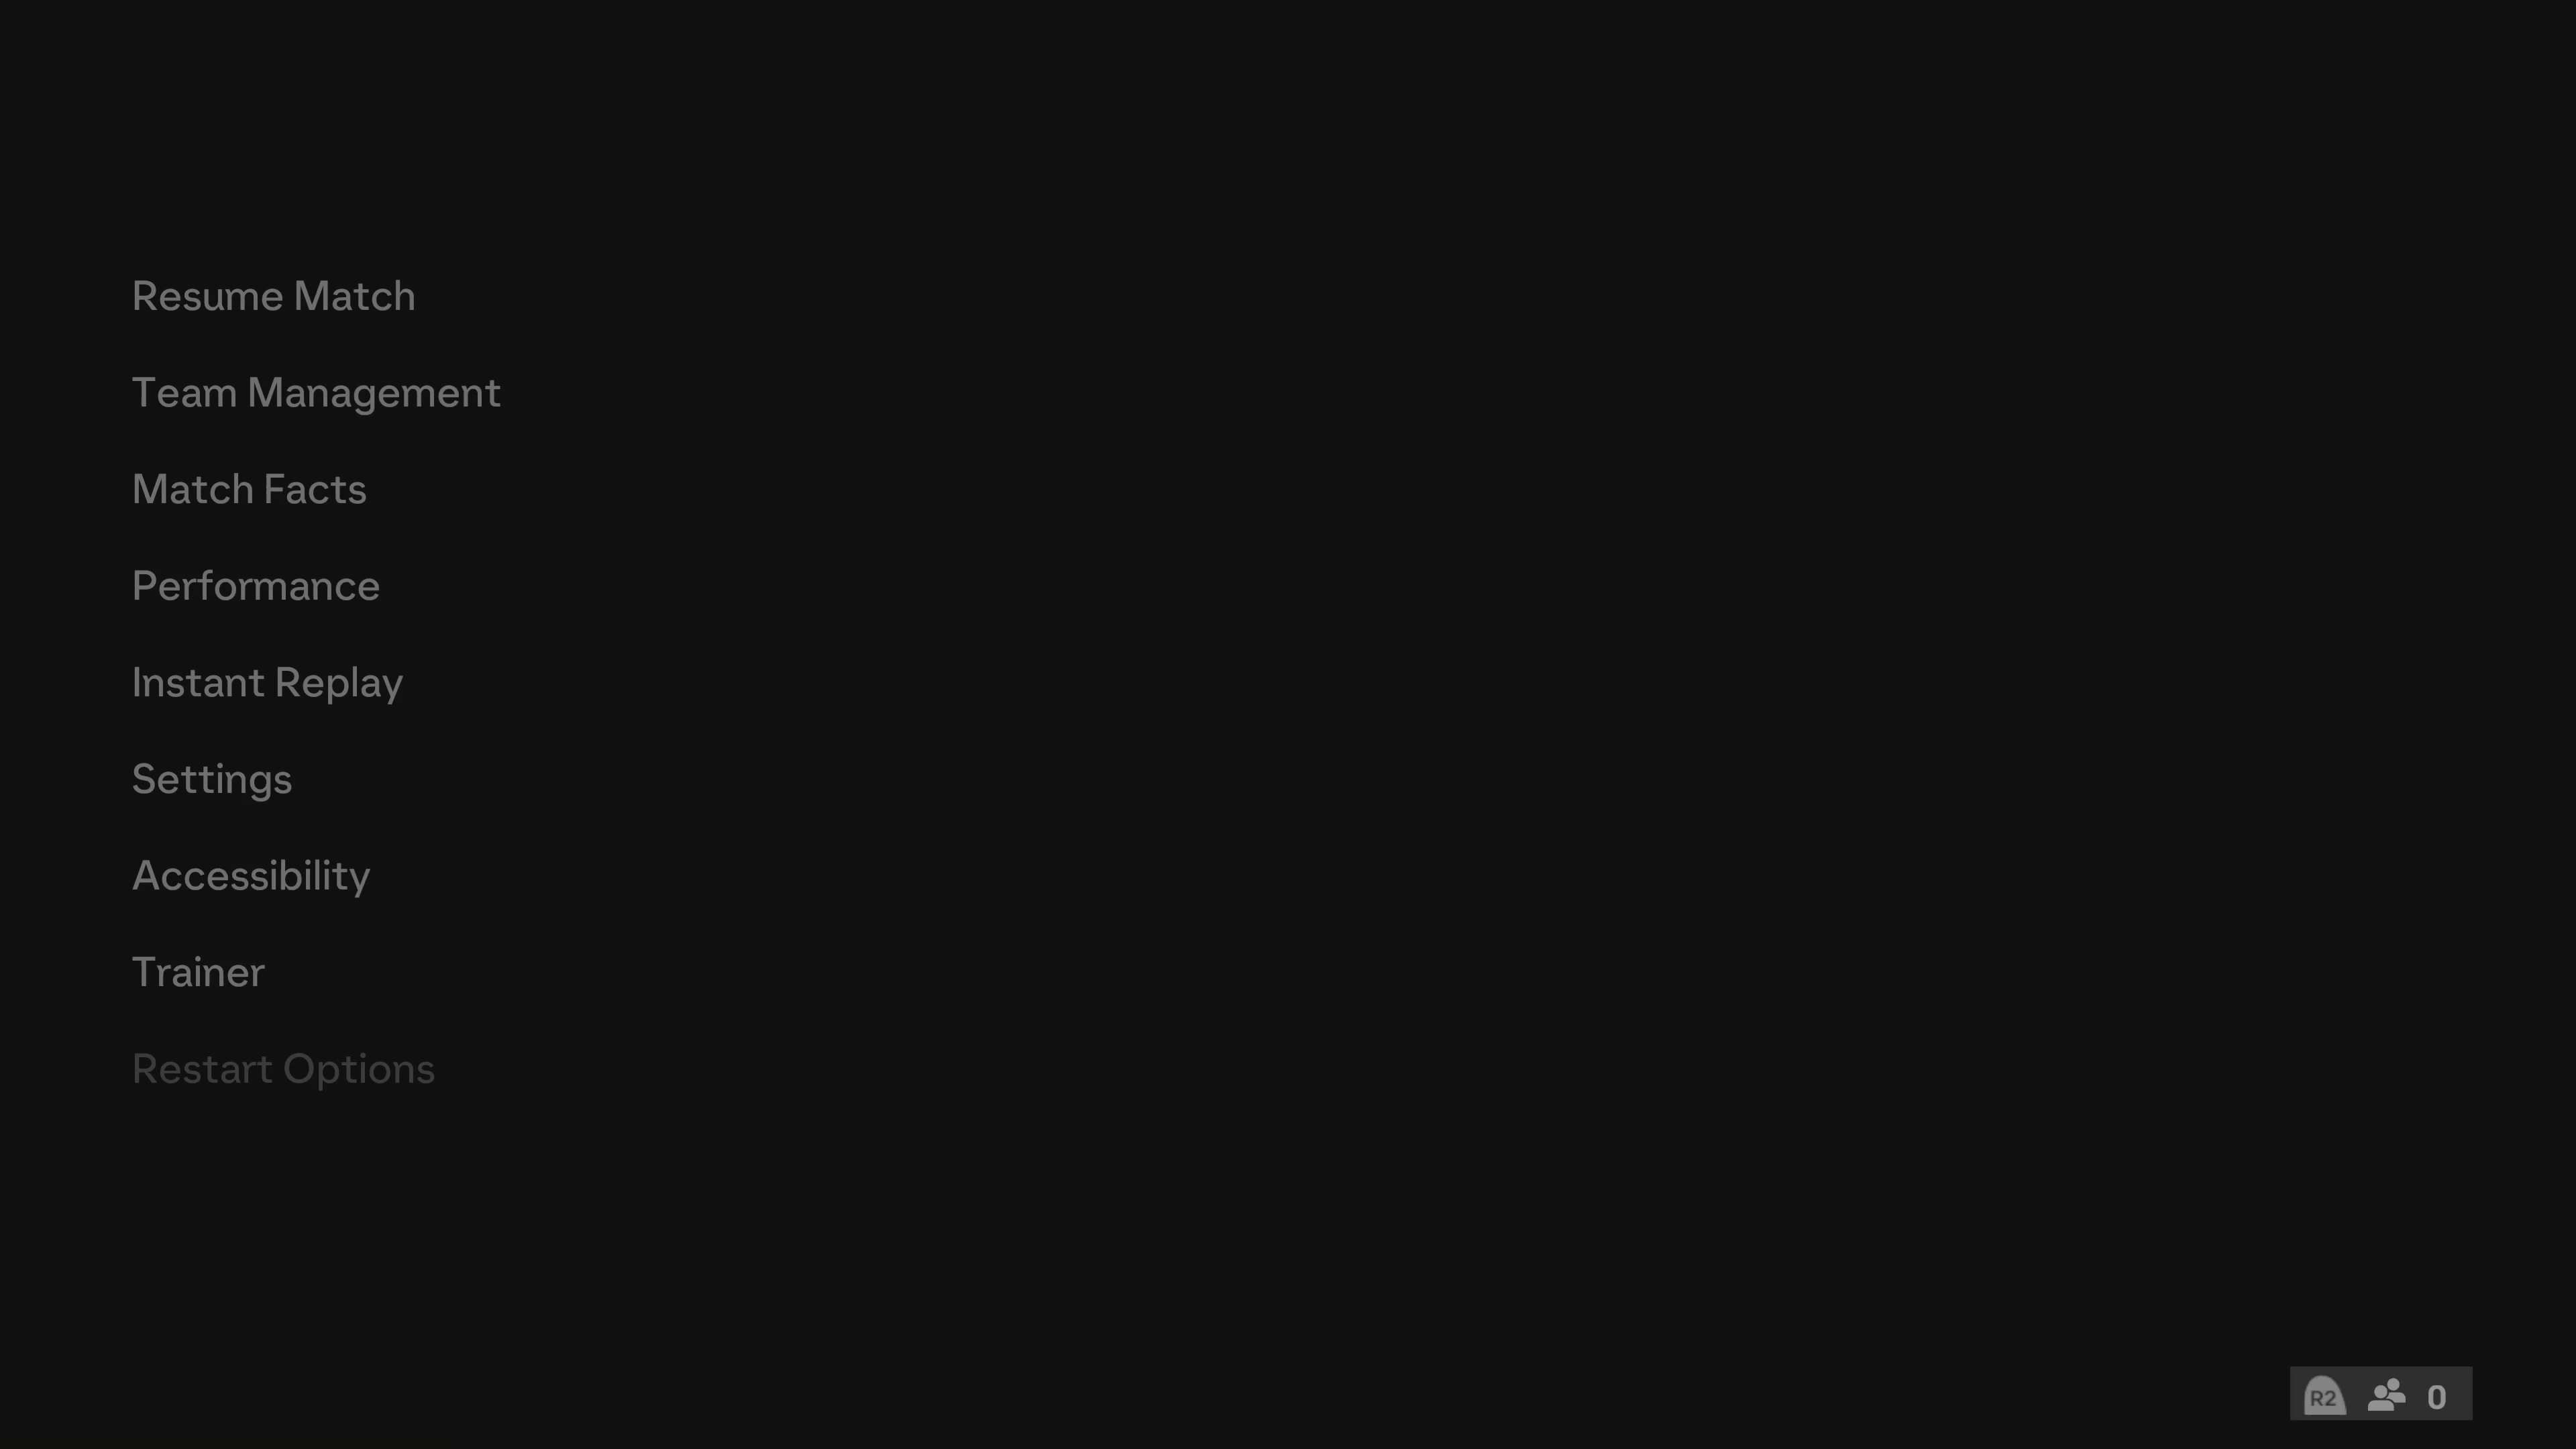 Resume Match
Team Management
Match Facts
Performance
Instant Replay
Settings
Accessibility
Trainer
Restart Options
R2 0